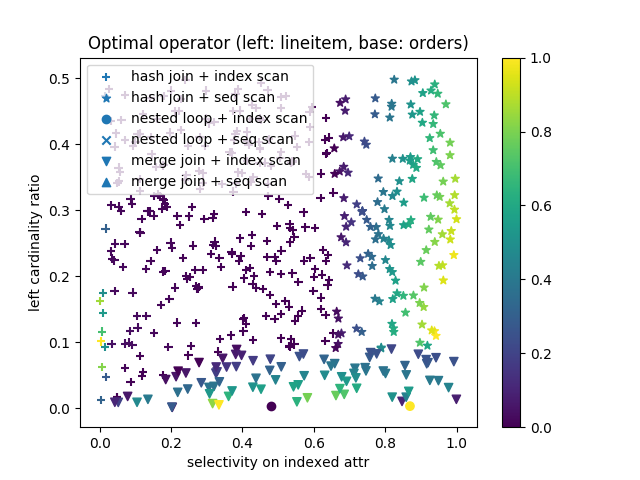 Optimal operator (left: lineitem, base: orders)
hash join + index scan
hash join + seq scan
nested loop + index scan
nested loop + seq scan
merge join + index scan
merge join + seq scan
left cardinality ratio
0.5
0.4
0.3
0.2
0.1
0.0
0.0 0.2 0.4 0.6 0.8 1.0
selectivity on indexed attr
1.0
0.8
0.6
0.4
0.2
0.0